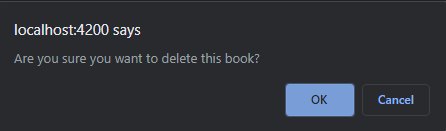 localhost:4200 says
Are you sure you want to delete this book?
OK
Cancel